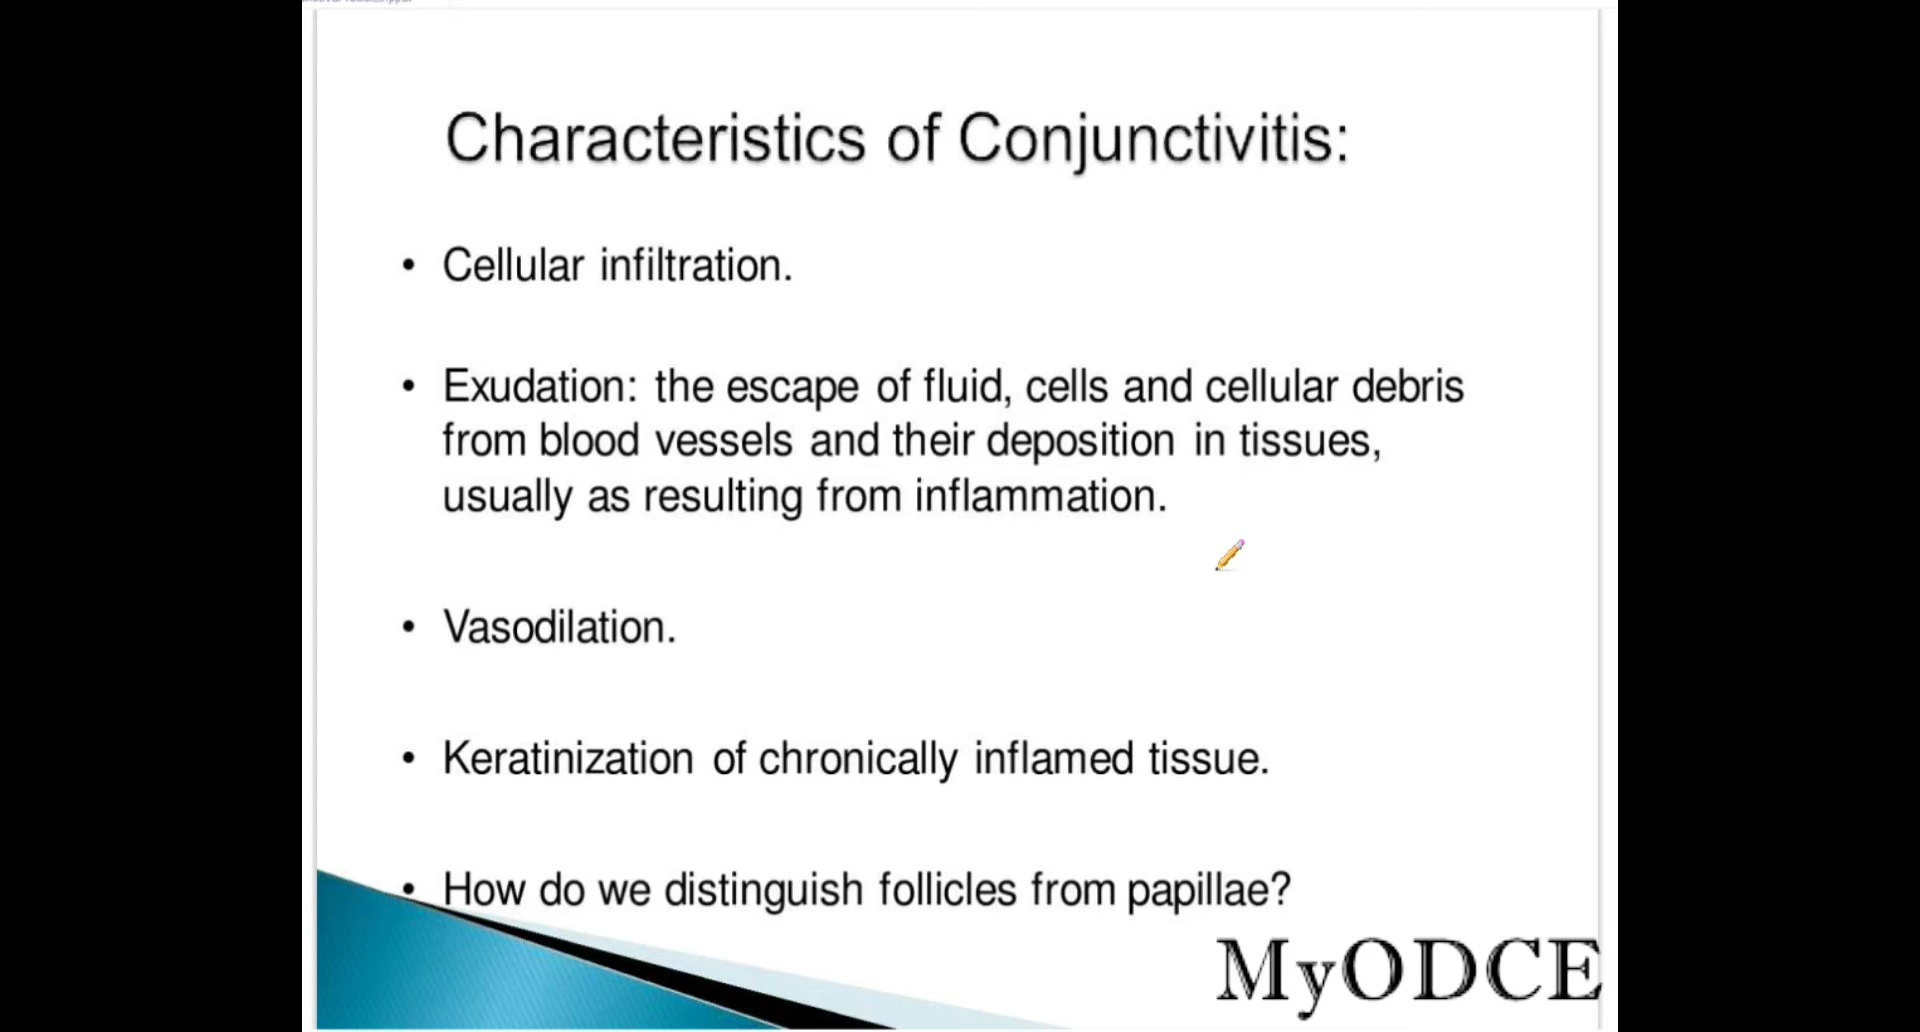 Characteristics of Conjunctivitis:
• Cellular infiltration.
• Exudation: the escape of fluid, cells and cellular debris
from blood vessels and their deposition in tissues,
usually as resulting from inflammation.
• Vasodilation.
• Keratinization of chronically inflamed tissue.
• How do we distinguish follicles from papillae?
MyODCE